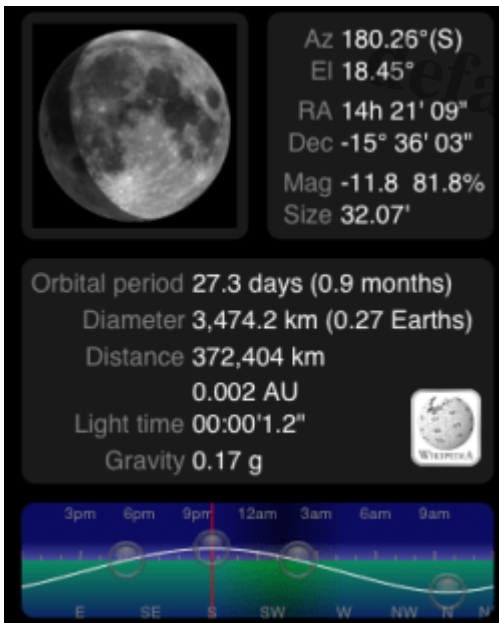 Az 180.26°(S)
El 18.45°
RA 14h 21' 09"
Dec -15° 36' 03"
Mag -11.8 81.8%
Size 32.07'
Orbital period 27.3 days (0.9 months)
Diameter 3,474.2 km (0.27 Earths)
Distance 372,404 km
0.002 AU
Light time 00:00'1.2"
Gravity 0.17 g
WIKIPEDIA
3pm 6pm 9pm 12am 3am 6am 9am
E SE S SW W NW N